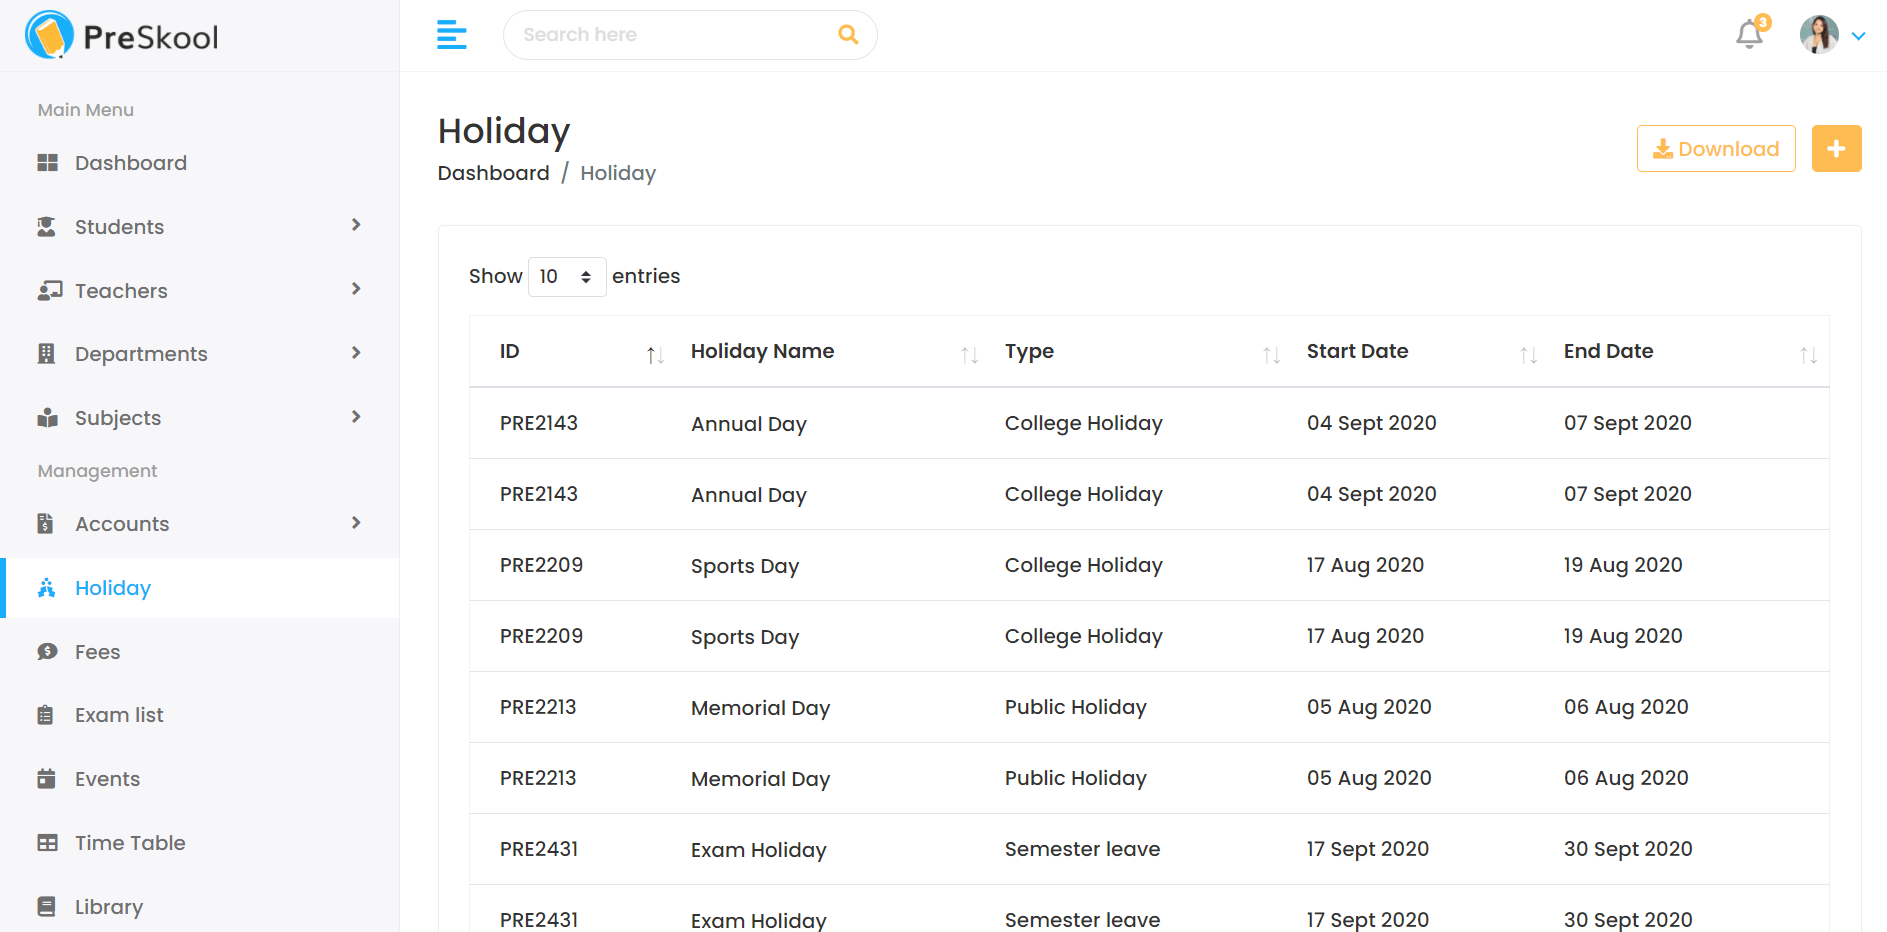 PreSkool
Search here
3
Main Menu
Dashboard
Students
Teachers
Departments
Subjects
Management
Accounts
Holiday
Fees
Exam list
Events
Time Table
Library
Holiday
Dashboard / Holiday
Download
Show 10 entries
ID Holiday Name Type Start Date End Date
PRE2143 Annual Day College Holiday 04 Sept 2020 07 Sept 2020
PRE2143 Annual Day College Holiday 04 Sept 2020 07 Sept 2020
PRE2209 Sports Day College Holiday 17 Aug 2020 19 Aug 2020
PRE2209 Sports Day College Holiday 17 Aug 2020 19 Aug 2020
PRE2213 Memorial Day Public Holiday 05 Aug 2020 06 Aug 2020
PRE2213 Memorial Day Public Holiday 05 Aug 2020 06 Aug 2020
PRE2431 Exam Holiday Semester leave 17 Sept 2020 30 Sept 2020
PRE2431 Exam Holiday Semester leave 17 Sept 2020 30 Sept 2020